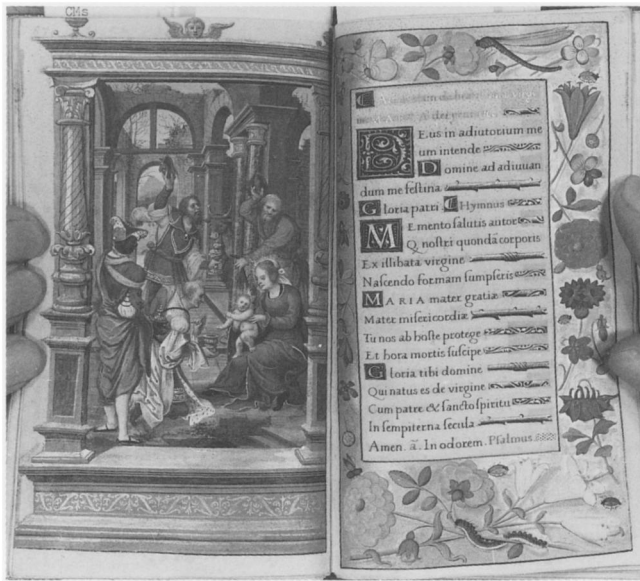 CMs
Eus in adiutorium me
um intende
Domine ad adiuuan
dum me festina
Gloria patri Hymnus
Memento salutis autor
Q nostri quondā corporis
Ex illibata virgine
Nascendo formam sumpseris
MARIA mater gratiæ
Mater misericordiæ
Tu nos ab hoste protege
Et hora mortis suscipe
Gloria tibi domine
Qui natus es de virgine
Cum patre & sancto spiritu
In sempiterna secula
Amen. ā. In odorem. Psalmus